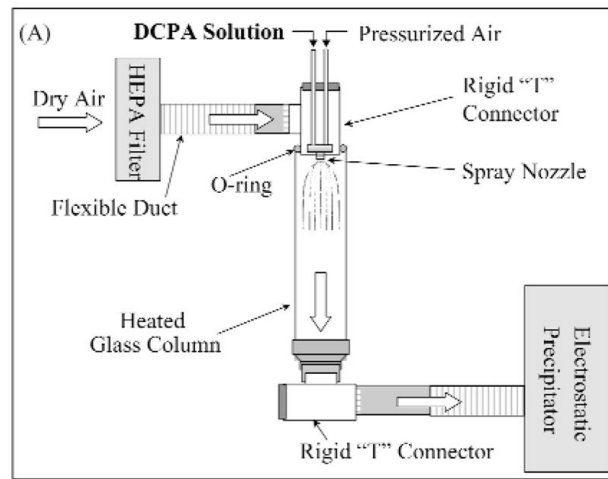 (A)
DCPA Solution
Pressurized Air
HEPA Filter
Dry Air
Rigid “T”
Connector
O-ring
Spray Nozzle
Flexible Duct
Heated
Glass Column
Electrostatic
Precipitator
Rigid “T” Connector